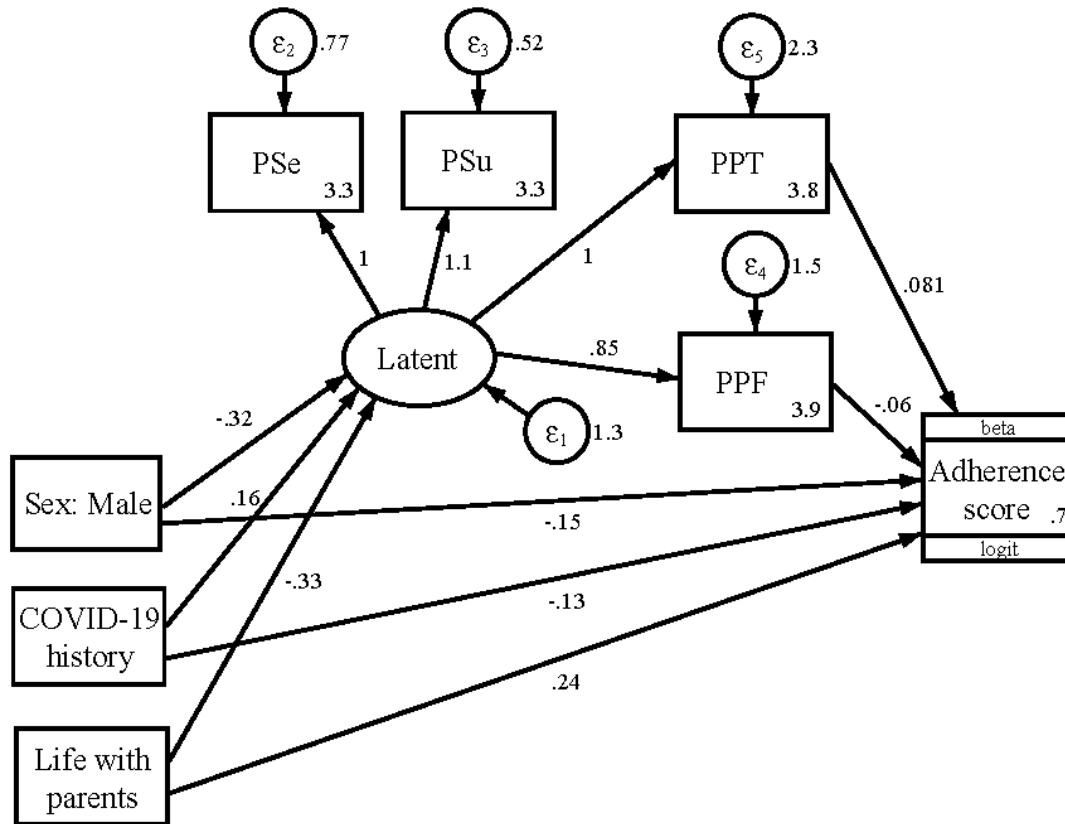 ε2 .77
ε3 .52
ε5 2.3
PSe
3.3
PSu
3.3
PPT
3.8
1
1.1
1
ε4 1.5
.081
Latent
.85
PPF
3.9
-.06
-.32
ε1 1.3
beta
Adherence
score
.7
logit
Sex: Male
.16
-.15
-.33
COVID-19
history
-.13
.24
Life with
parents